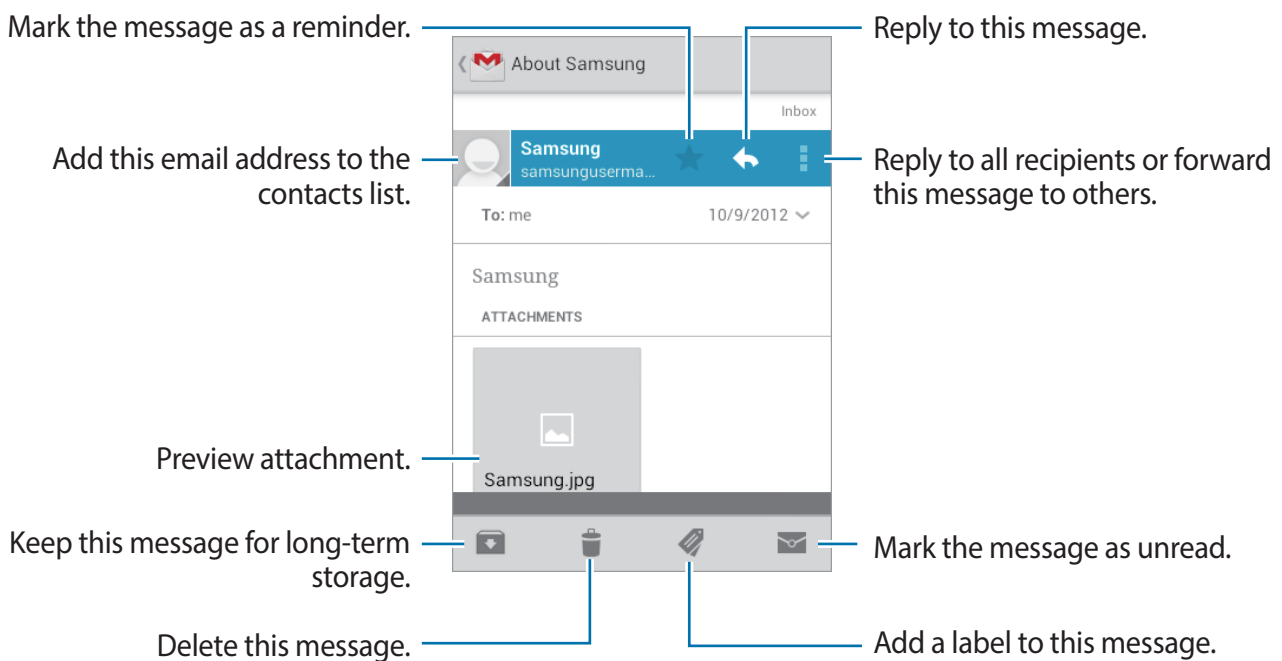 Mark the message as a reminder.
Reply to this message.
About Samsung
Inbox
Add this email address to the
contacts list.
Samsung
samsunguserma...
Reply to all recipients or forward
this message to others.
To: me
10/9/2012
Samsung
ATTACHMENTS
Preview attachment.
Samsung.jpg
Keep this message for long-term
storage.
Mark the message as unread.
Delete this message.
Add a label to this message.